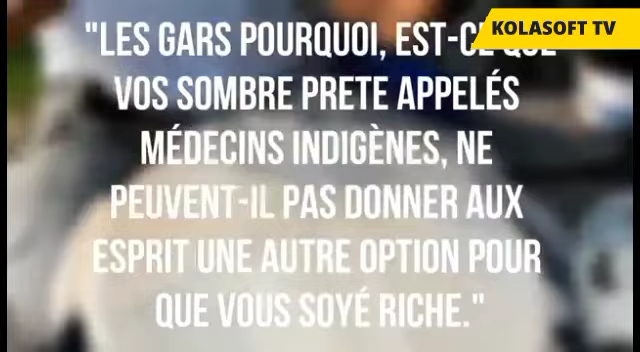 KOLASOFT TV
"LES GARS POURQUOI, EST-CE QUE
VOS SOMBRE PRETE APPELÉS
MÉDECINS INDIGÈNES, NE
PEUVENT-IL PAS DONNER AUX
ESPRIT UNE AUTRE OPTION POUR
QUE VOUS SOYÉ RICHE."